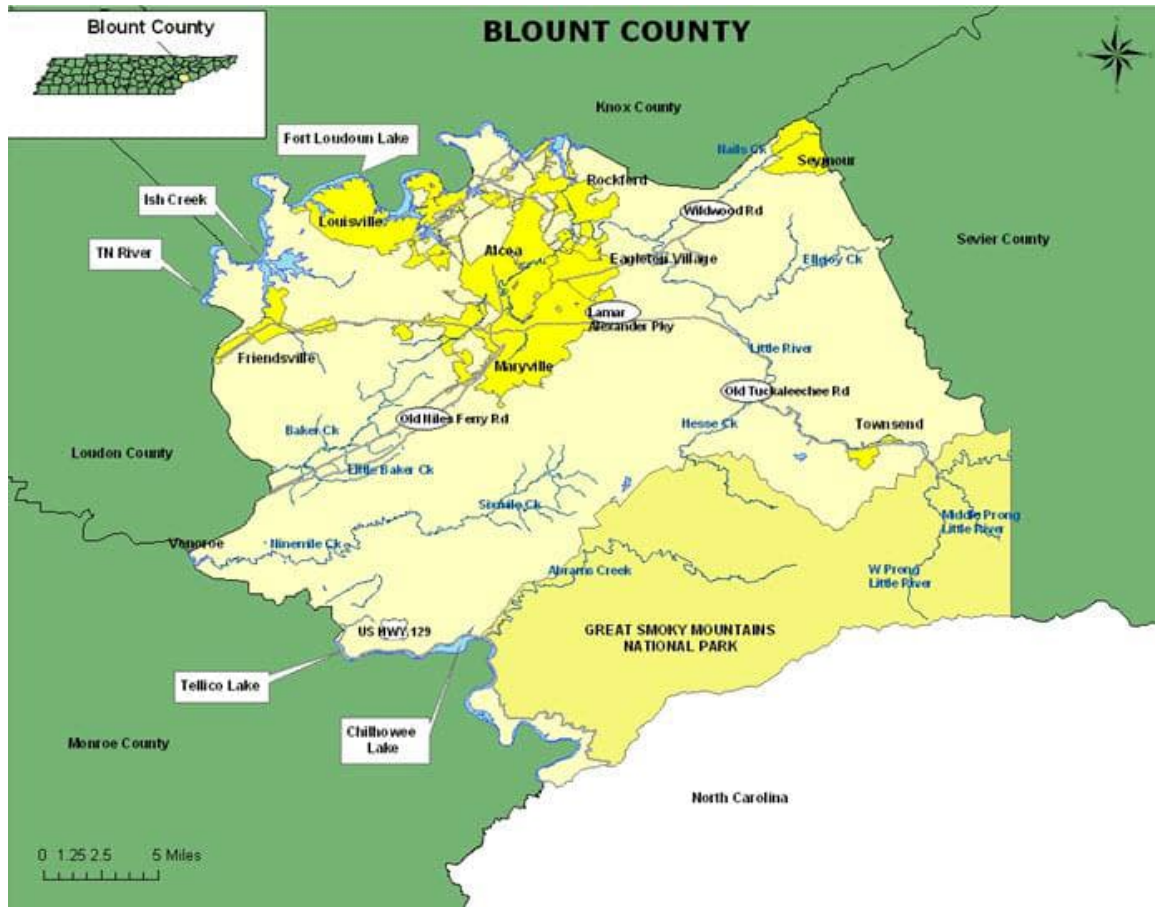 Blount County
BLOUNT COUNTY
Knox County
Fort Loudoun Lake
Nails Ck
Seymour
Ish Creek
Rockford
Louisville
Wildwood Rd
TN River
Alcoa
Eagleton Village
Sevier County
Ellejoy Ck
Lamar
Alexander Pky
Friendsville
Little River
Maryville
Old Tuckaleechee Rd
Old Niles Ferry Rd
Hesse Ck
Townsend
Baker Ck
Loudon County
Little Baker Ck
Sixmile Ck
Middle Prong
Little River
Vonoroe
Ninemile Ck
Abrams Creek
W Prong
Little River
US HWY 129
GREAT SMOKY MOUNTAINS
NATIONAL PARK
Tellico Lake
Chilhowee
Lake
Monroe County
North Carolina
0 1.25 2.5 5 Miles